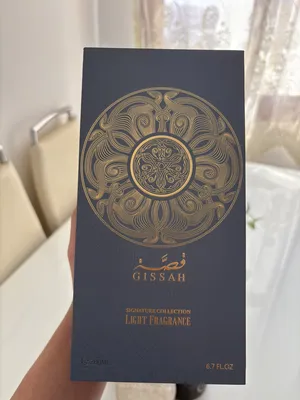 قصة
GISSAH
SIGNATURE COLLECTION
LIGHT FRAGRANCE
6.7 FL.OZ